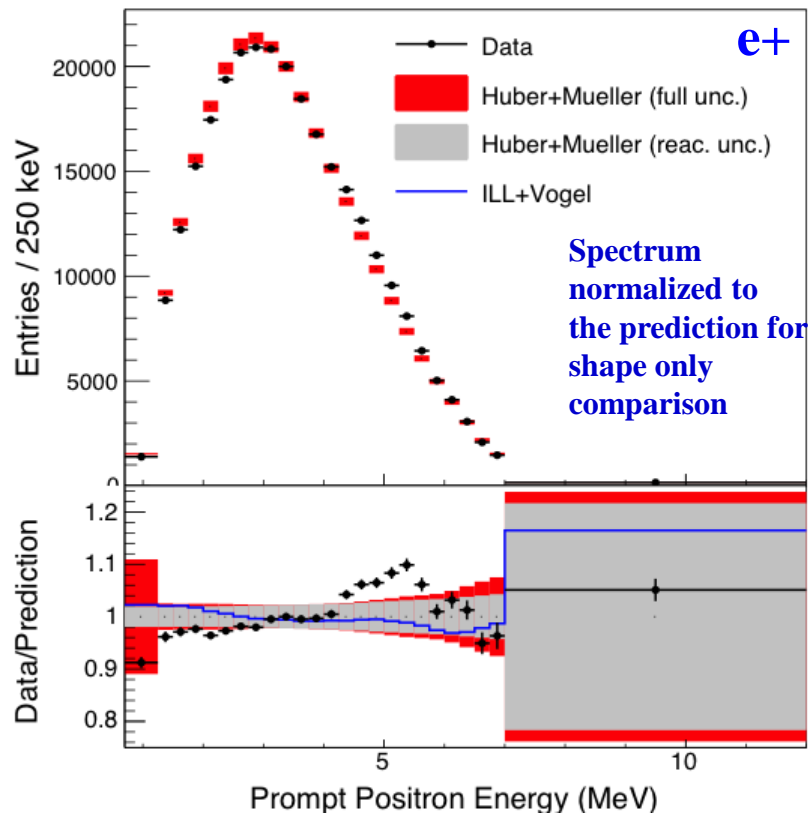 e+
Data
Huber+Mueller (full unc.)
Huber+Mueller (reac. unc.)
ILL+Vogel
Spectrum
normalized to
the prediction for
shape only
comparison
Entries / 250 keV
20000
15000
10000
5000
0
Data/Prediction
1.2
1.1
1
0.9
0.8
5
10
Prompt Positron Energy (MeV)